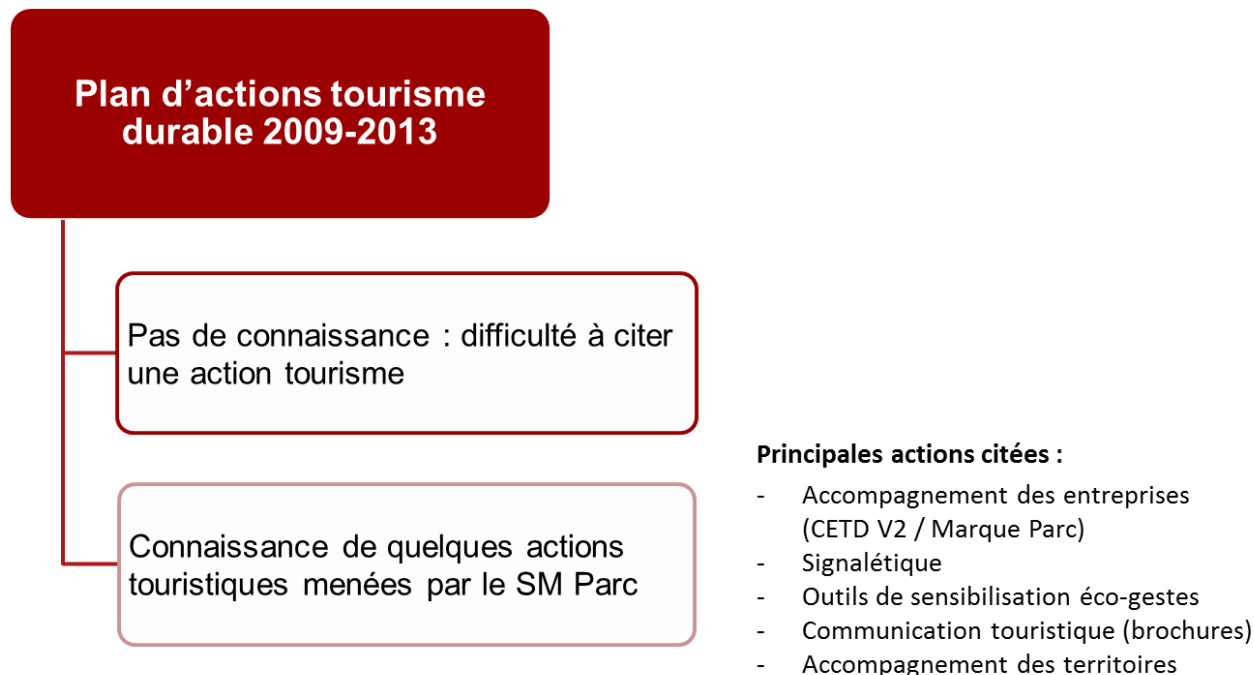 Plan d’actions tourisme
durable 2009-2013
Pas de connaissance : difficulté à citer
une action tourisme
Connaissance de quelques actions
touristiques menées par le SM Parc
Principales actions citées :
- Accompagnement des entreprises
(CETD V2 / Marque Parc)
- Signalétique
- Outils de sensibilisation éco-gestes
- Communication touristique (brochures)
- Accompagnement des territoires